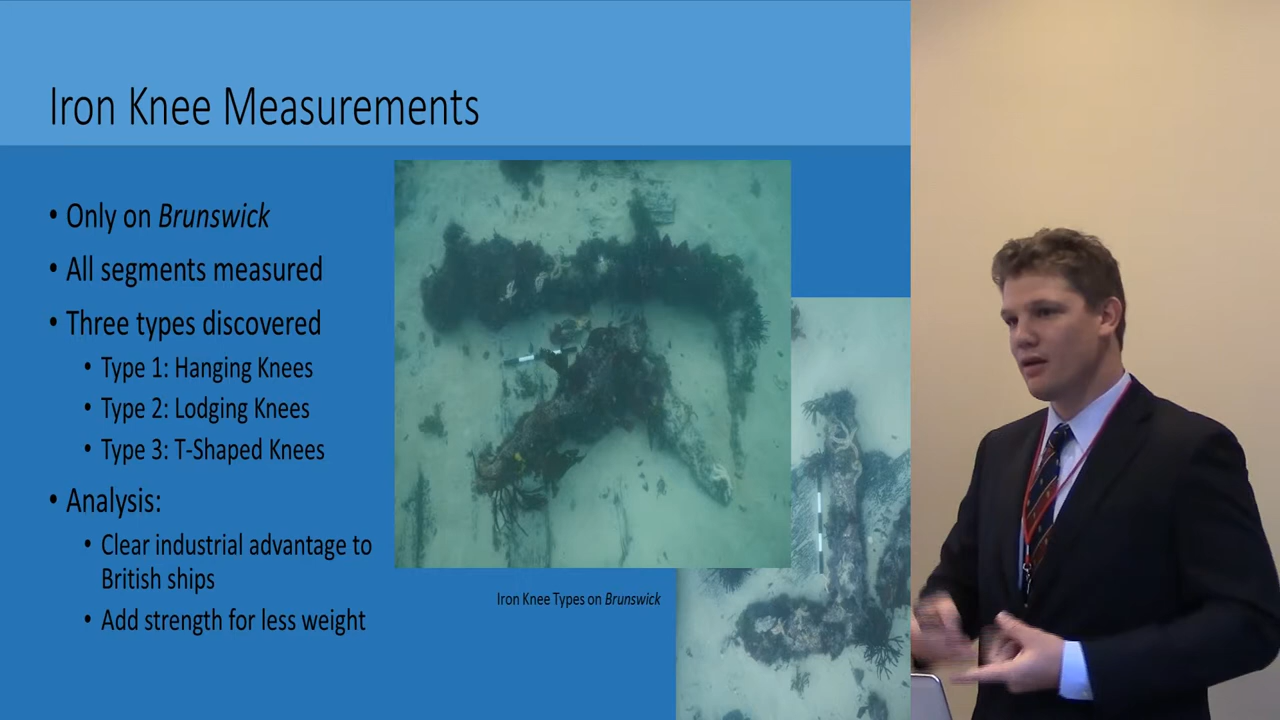 Iron Knee Measurements
• Only on Brunswick
• All segments measured
• Three types discovered
• Type 1: Hanging Knees
• Type 2: Lodging Knees
• Type 3: T-Shaped Knees
• Analysis:
• Clear industrial advantage to
British ships
• Add strength for less weight
Iron Knee Types on Brunswick